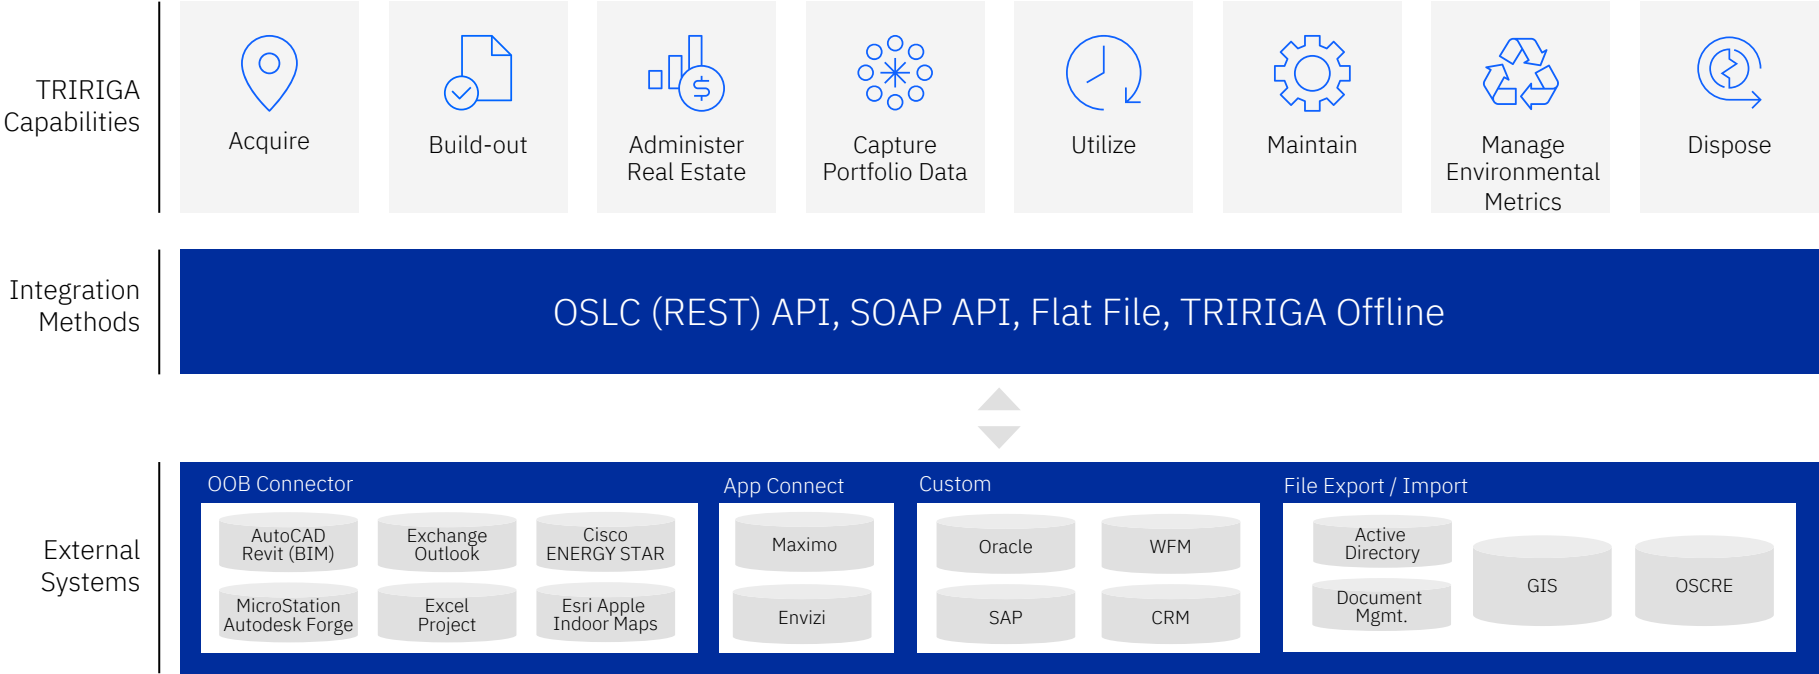 TRIRIGA
Capabilities
Acquire
Build-out
Administer
Real Estate
Capture
Portfolio Data
Utilize
Maintain
Manage
Environmental
Metrics
Dispose
Integration
Methods
OSLC (REST) API, SOAP API, Flat File, TRIRIGA Offline
External
Systems
OOB Connector
AutoCAD
Revit (BIM)
Exchange
Outlook
Cisco
ENERGY STAR
MicroStation
Autodesk Forge
Excel
Project
Esri Apple
Indoor Maps
App Connect
Maximo
Envizi
Custom
Oracle
WFM
SAP
CRM
File Export / Import
Active
Directory
Document
Mgmt.
GIS
OSCRE